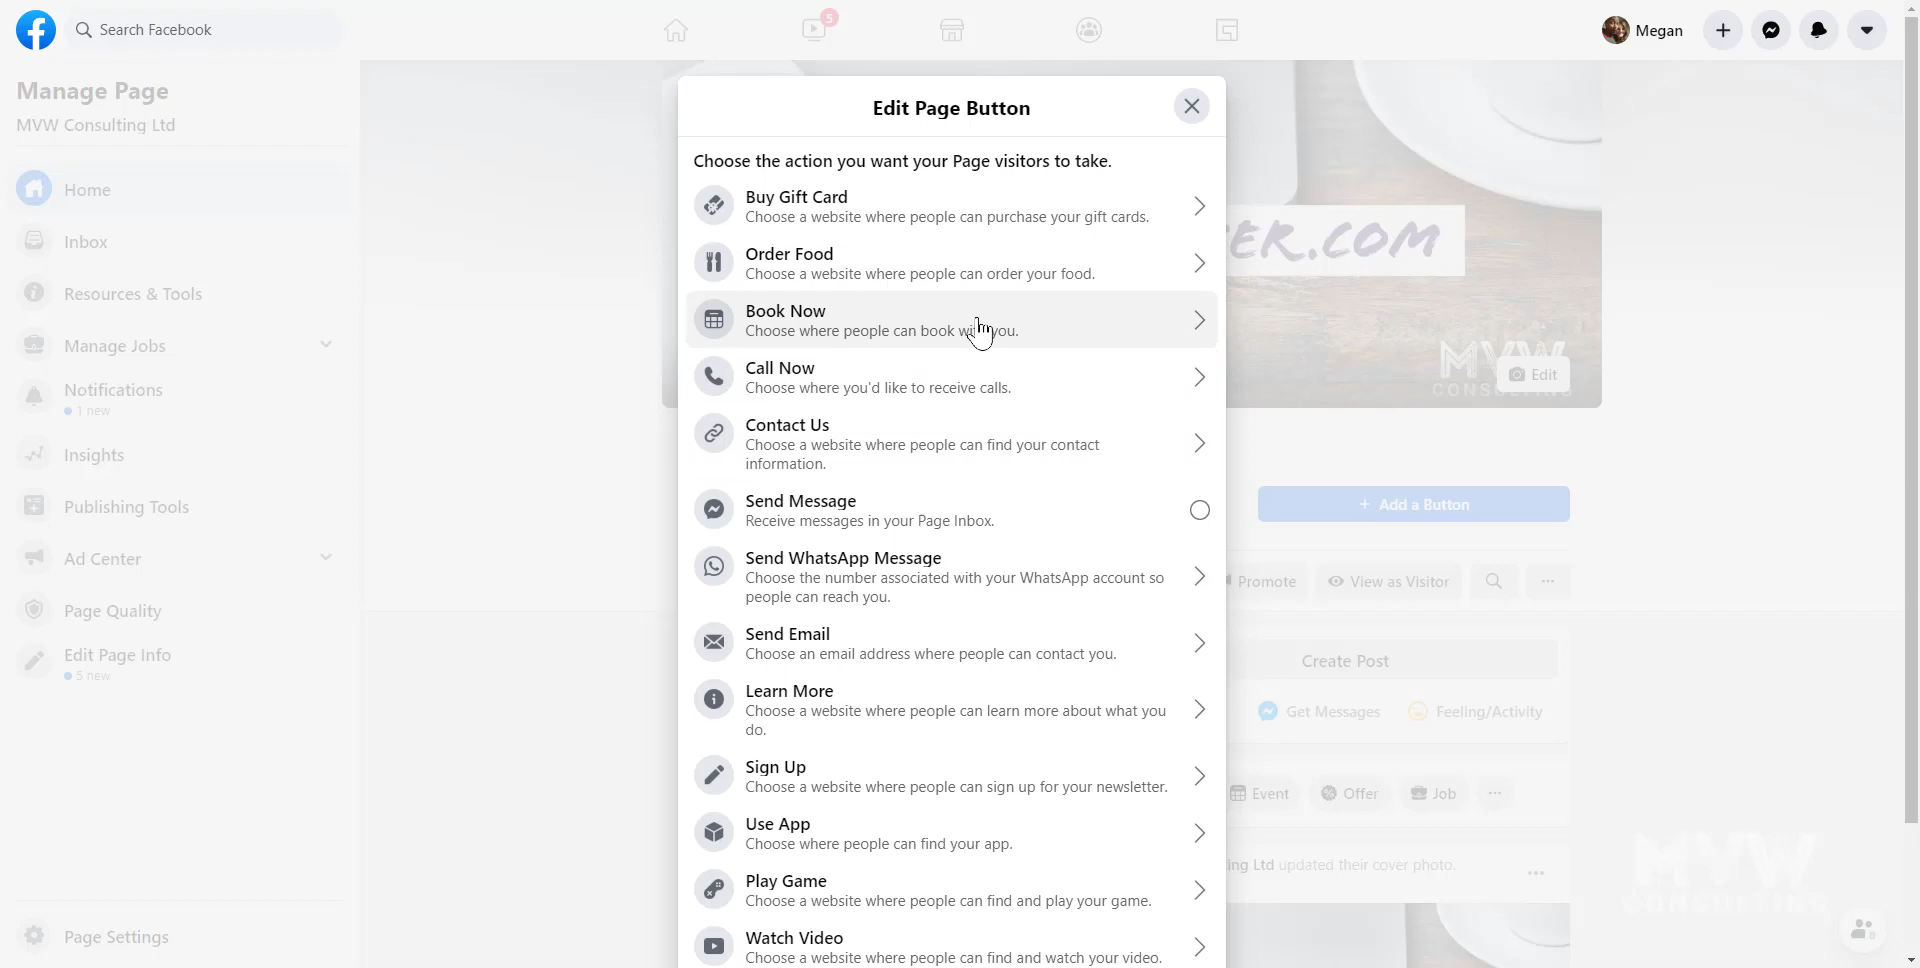 Search Facebook
5
Megan
Manage Page
MVW Consulting Ltd
Home
Inbox
Resources & Tools
Manage Jobs
Notifications
1 new
Insights
Publishing Tools
Ad Center
Page Quality
Edit Page Info
5 new
Page Settings
Edit Page Button
Choose the action you want your Page visitors to take.
Buy Gift Card
Choose a website where people can purchase your gift cards.
Order Food
Choose a website where people can order your food.
Book Now
Choose where people can book with you.
Call Now
Choose where you'd like to receive calls.
Contact Us
Choose a website where people can find your contact
information.
Send Message
Receive messages in your Page Inbox.
Send WhatsApp Message
Choose the number associated with your WhatsApp account so
people can reach you.
Send Email
Choose an email address where people can contact you.
Learn More
Choose a website where people can learn more about what you
do.
Sign Up
Choose a website where people can sign up for your newsletter.
Use App
Choose where people can find your app.
Play Game
Choose a website where people can find and play your game.
Watch Video
Choose a website where people can find and watch your video.
ER.COM
MVW
CONSULTING
Edit
+ Add a Button
Promote
View as Visitor
Create Post
Get Messages
Feeling/Activity
Event
Offer
Job
ing Ltd updated their cover photo.
MVW
CONSULTING